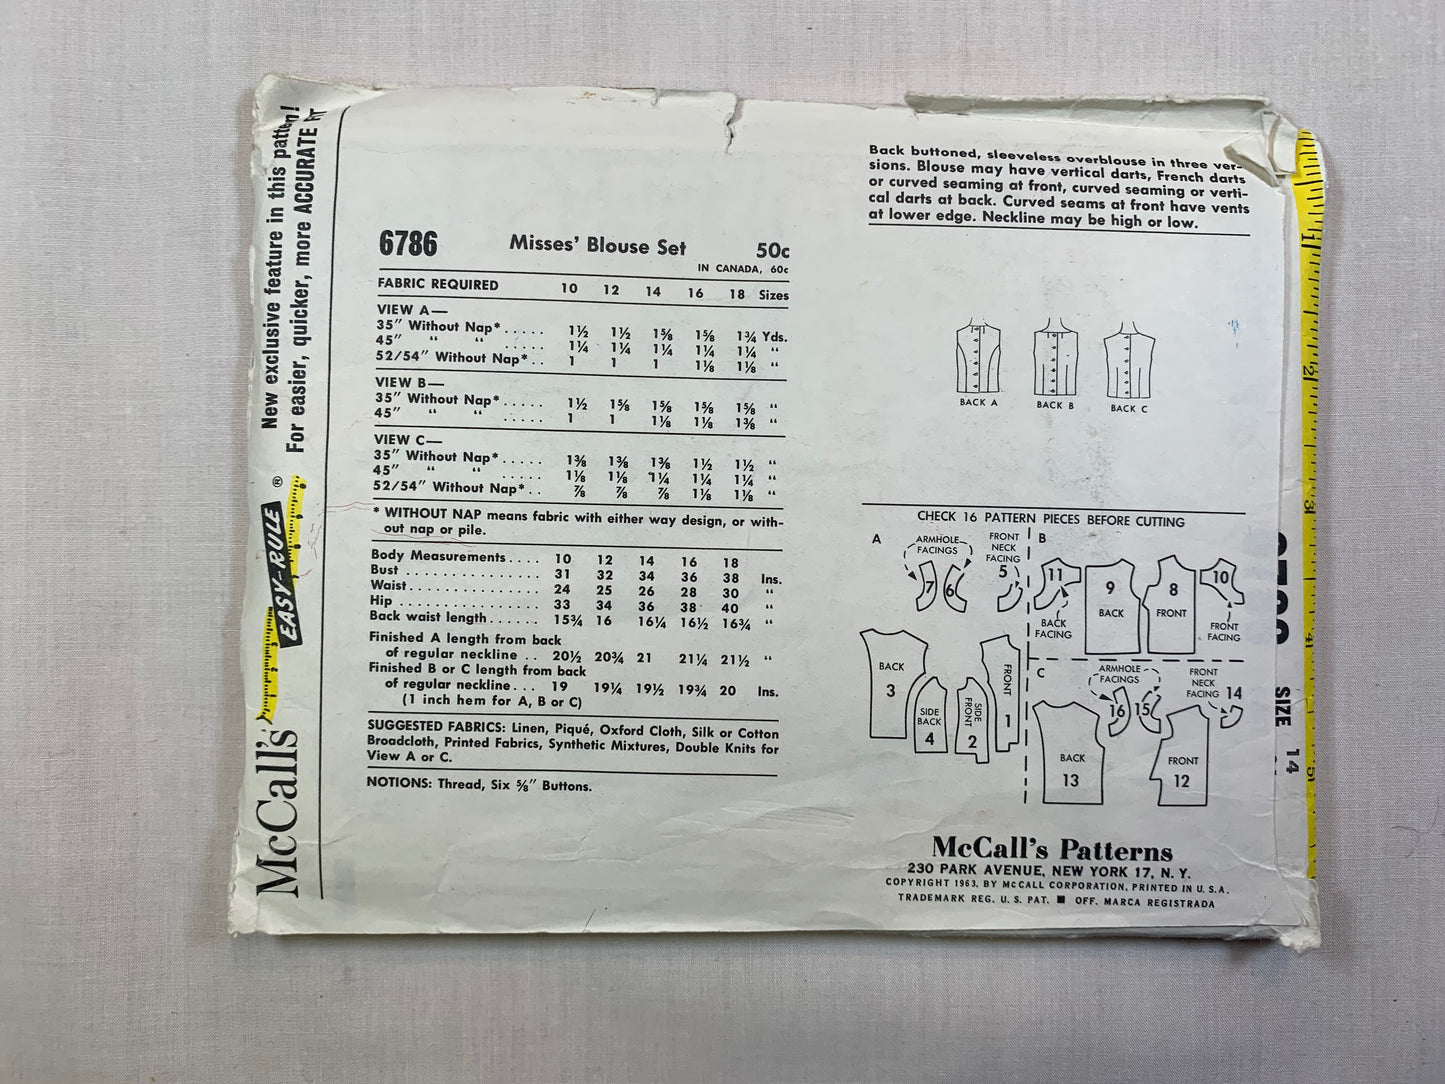 New exclusive feature in this pattern!
For easier, quicker, more ACCURATE FIT
EASY-RULE ®
McCall's
6786 Misses' Blouse Set 50c
IN CANADA, 60c
FABRIC REQUIRED 10 12 14 16 18 Sizes
VIEW A—
35" Without Nap* ..... 1½ 1½ 1⅝ 1⅝ 1¾ Yds.
45" " " ..... 1¼ 1¼ 1¼ 1¼ 1¼ "
52/54" Without Nap* .. 1 1 1 1⅛ 1⅛ "
VIEW B—
35" Without Nap* ..... 1½ 1⅝ 1⅝ 1⅝ 1⅝ "
45" " " ..... 1 1 1⅛ 1⅛ 1⅜ "
VIEW C—
35" Without Nap* ..... 1⅜ 1⅜ 1⅜ 1½ 1½ "
45" " " ..... 1⅛ 1⅛ 1¼ 1¼ 1¼ "
52/54" Without Nap* .. ⅞ ⅞ ⅞ 1⅛ 1⅛ "
* WITHOUT NAP means fabric with either way design, or with-
out nap or pile.
Body Measurements .... 10 12 14 16 18
Bust ............... 31 32 34 36 38 Ins.
Waist ............... 24 25 26 28 30 "
Hip ............... 33 34 36 38 40 "
Back waist length ...... 15¾ 16 16¼ 16½ 16¾ "
Finished A length from back
of regular neckline .. 20½ 20¾ 21 21¼ 21½ "
Finished B or C length from back
of regular neckline ... 19 19¼ 19½ 19¾ 20 Ins.
(1 inch hem for A, B or C)
SUGGESTED FABRICS: Linen, Piqué, Oxford Cloth, Silk or Cotton
Broadcloth, Printed Fabrics, Synthetic Mixtures, Double Knits for
View A or C.
NOTIONS: Thread, Six ⅝" Buttons.
Back buttoned, sleeveless overblouse in three ver-
sions. Blouse may have vertical darts, French darts
or curved seaming at front, curved seaming or verti-
cal darts at back. Curved seams at front have vents
at lower edge. Neckline may be high or low.
BACK A BACK B BACK C
CHECK 16 PATTERN PIECES BEFORE CUTTING
A
ARMHOLE
FACINGS
FRONT
NECK
FACING
7 6 5
BACK
3
SIDE
BACK
4
SIDE
FRONT
2
FRONT
1
B
11
BACK
FACING
9
BACK
8
FRONT
10
FRONT
FACING
C
ARMHOLE
FACINGS
FRONT
NECK
FACING 14
16 15
BACK
13
FRONT
12
McCall's Patterns
230 PARK AVENUE, NEW YORK 17, N. Y.
COPYRIGHT 1963, BY McCALL CORPORATION, PRINTED IN U.S.A.
TRADEMARK REG. U. S. PAT. ■ OFF. MARCA REGISTRADA
SIZE 14
1 2 3 4 5